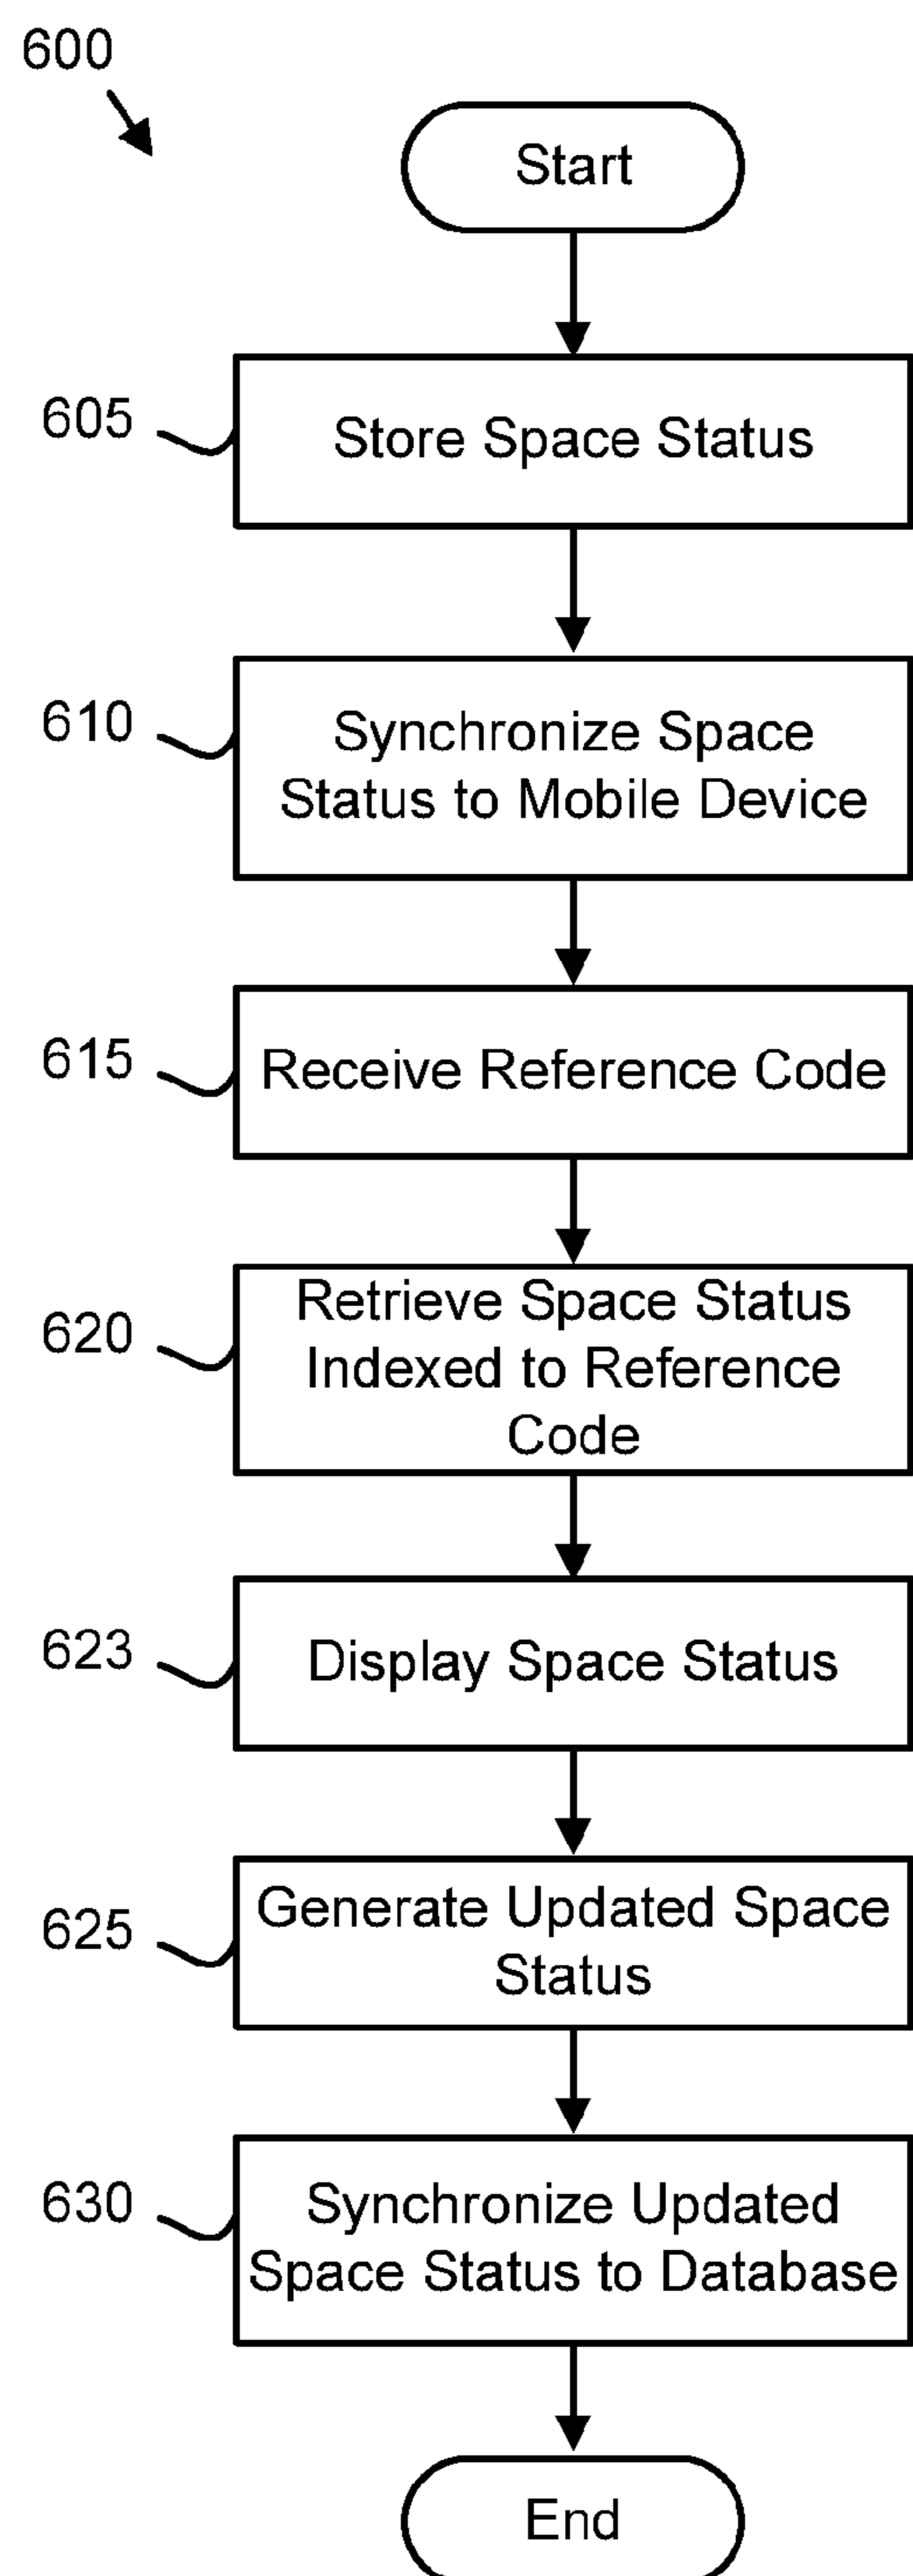 600
Start
605
Store Space Status
610
Synchronize Space
Status to Mobile Device
615
Receive Reference Code
620
Retrieve Space Status
Indexed to Reference
Code
623
Display Space Status
625
Generate Updated Space
Status
630
Synchronize Updated
Space Status to Database
End